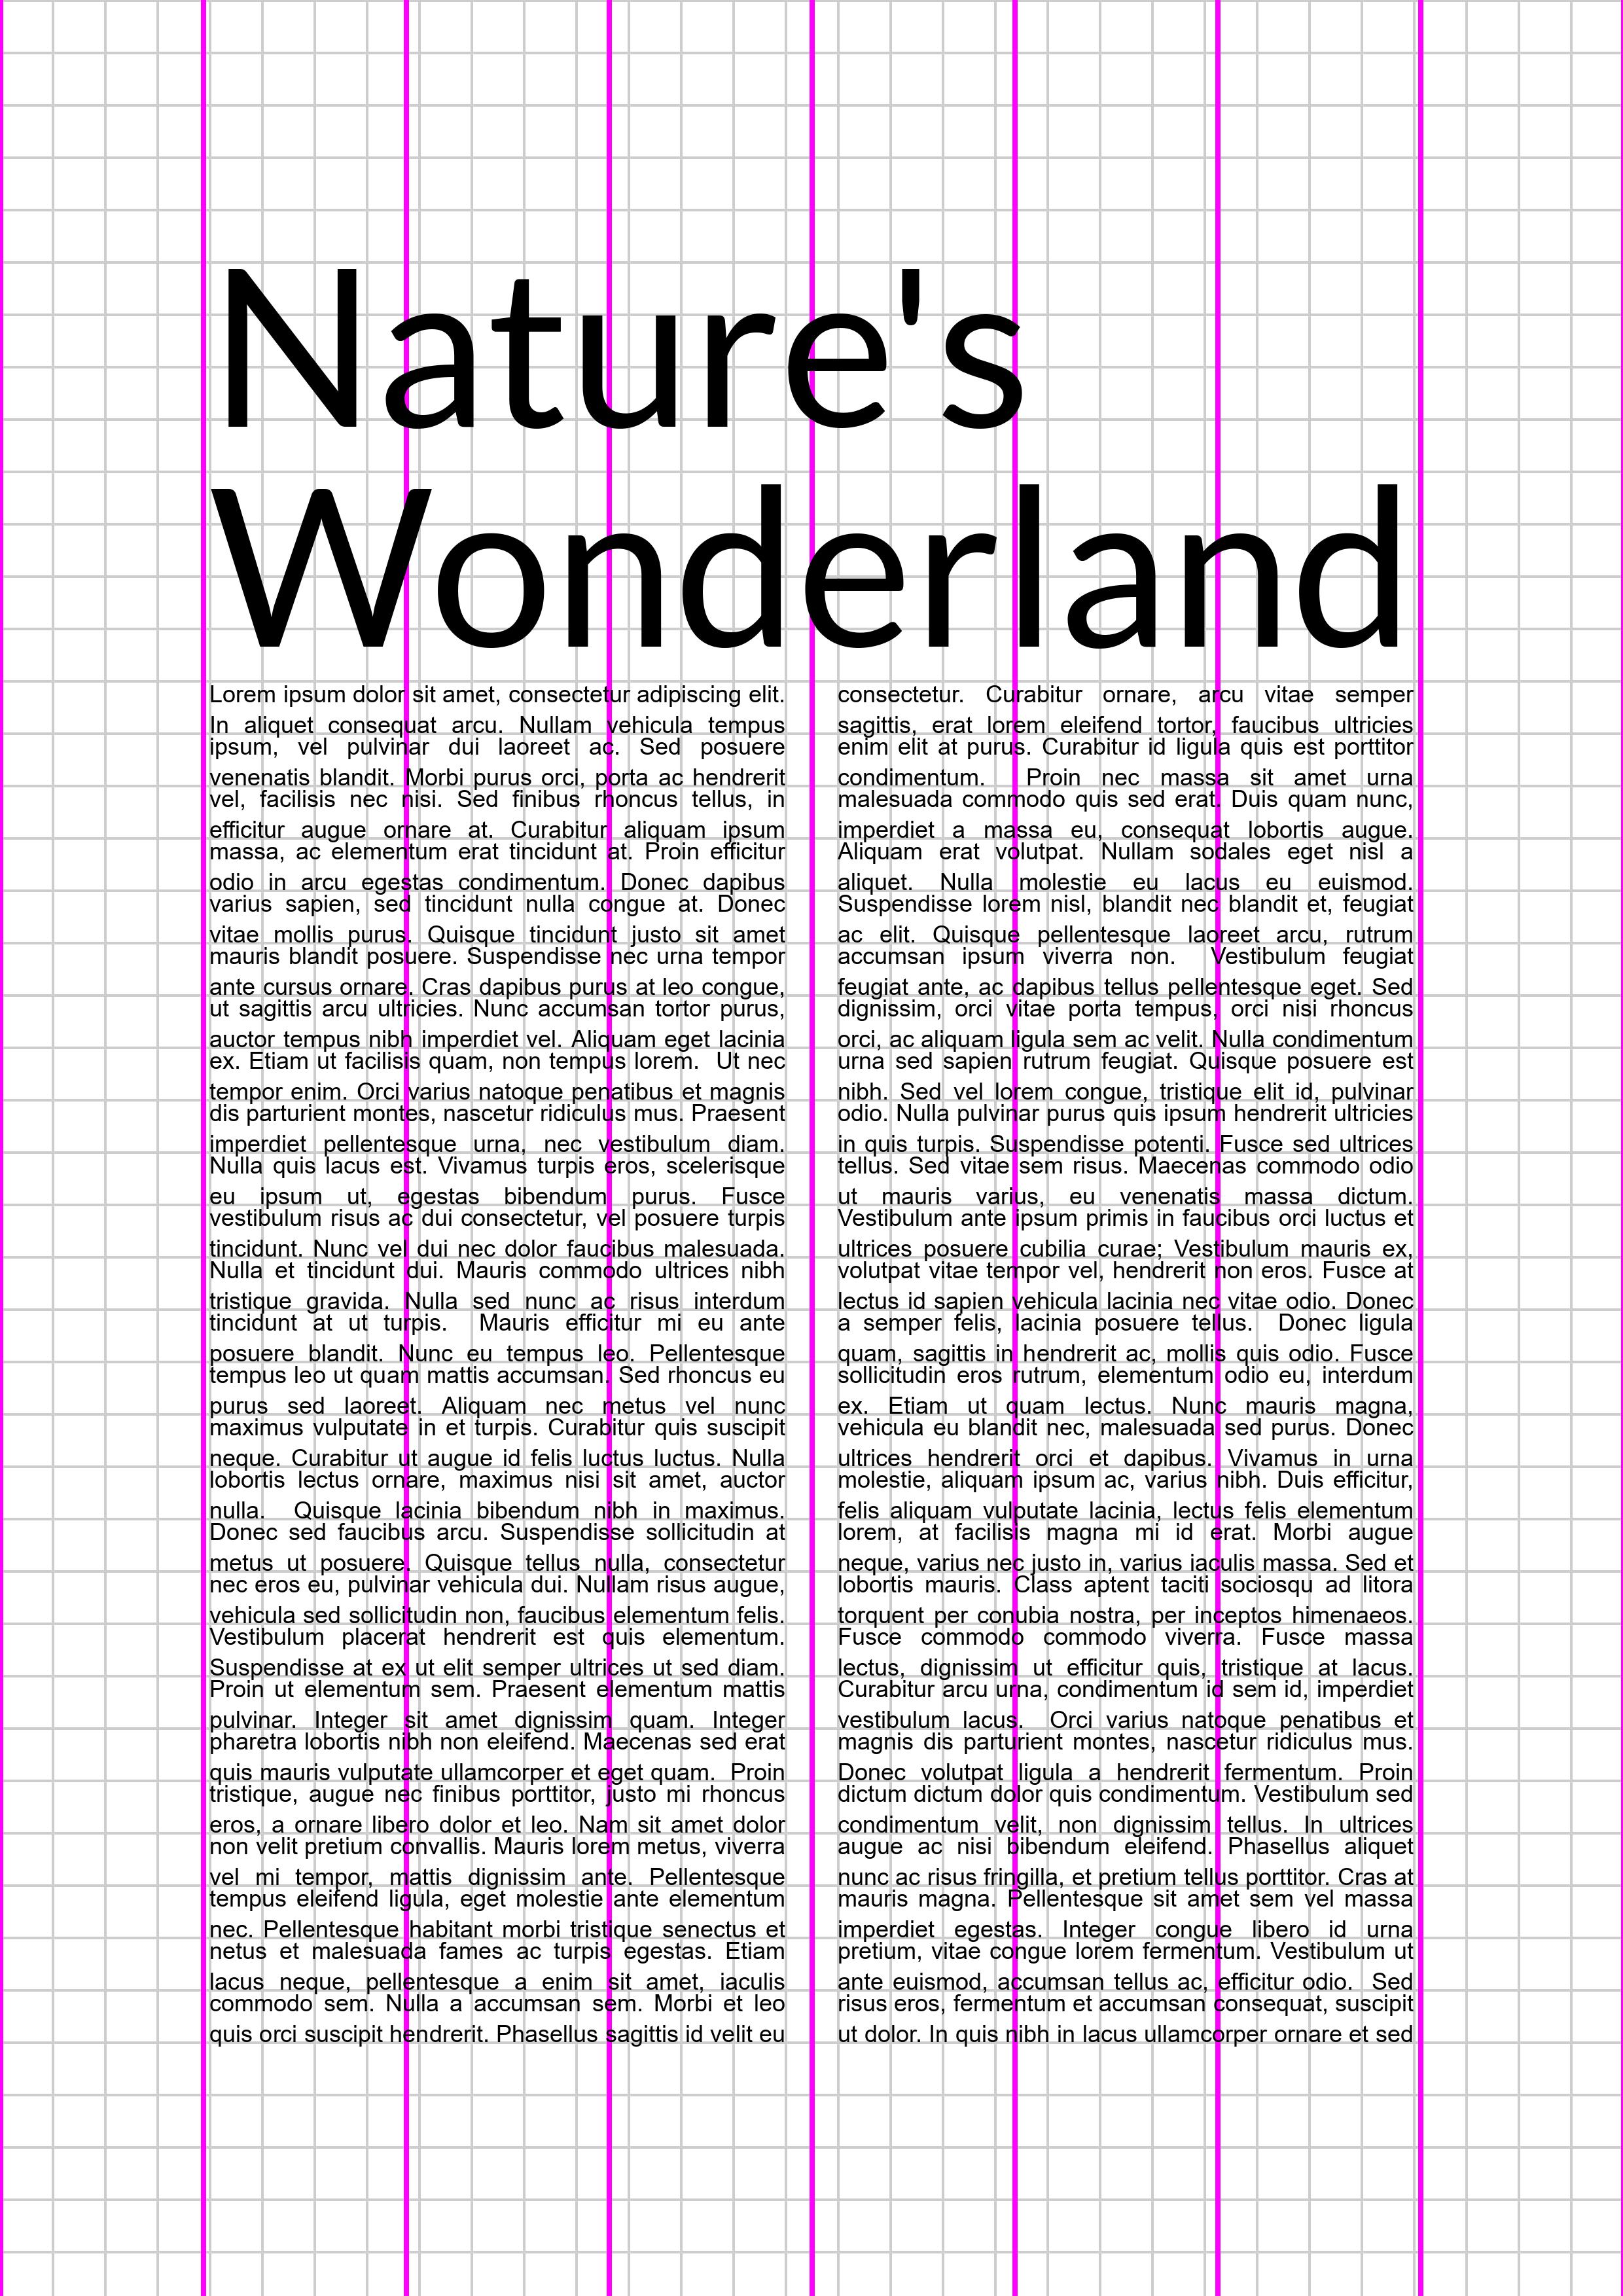 Nature's
Wonderland
Lorem ipsum dolor sit amet, consectetur adipiscing elit.
In aliquet consequat arcu. Nullam vehicula tempus
ipsum, vel pulvinar dui laoreet ac. Sed posuere
venenatis blandit. Morbi purus orci, porta ac hendrerit
vel, facilisis nec nisi. Sed finibus rhoncus tellus, in
efficitur augue ornare at. Curabitur aliquam ipsum
massa, ac elementum erat tincidunt at. Proin efficitur
odio in arcu egestas condimentum. Donec dapibus
varius sapien, sed tincidunt nulla congue at. Donec
vitae mollis purus. Quisque tincidunt justo sit amet
mauris blandit posuere. Suspendisse nec urna tempor
ante cursus ornare. Cras dapibus purus at leo congue,
ut sagittis arcu ultricies. Nunc accumsan tortor purus,
auctor tempus nibh imperdiet vel. Aliquam eget lacinia
ex. Etiam ut facilisis quam, non tempus lorem. Ut nec
tempor enim. Orci varius natoque penatibus et magnis
dis parturient montes, nascetur ridiculus mus. Praesent
imperdiet pellentesque urna, nec vestibulum diam.
Nulla quis lacus est. Vivamus turpis eros, scelerisque
eu ipsum ut, egestas bibendum purus. Fusce
vestibulum risus ac dui consectetur, vel posuere turpis
tincidunt. Nunc vel dui nec dolor faucibus malesuada.
Nulla et tincidunt dui. Mauris commodo ultrices nibh
tristique gravida. Nulla sed nunc ac risus interdum
tincidunt at ut turpis. Mauris efficitur mi eu ante
posuere blandit. Nunc eu tempus leo. Pellentesque
tempus leo ut quam mattis accumsan. Sed rhoncus eu
purus sed laoreet. Aliquam nec metus vel nunc
maximus vulputate in et turpis. Curabitur quis suscipit
neque. Curabitur ut augue id felis luctus luctus. Nulla
lobortis lectus ornare, maximus nisi sit amet, auctor
nulla. Quisque lacinia bibendum nibh in maximus.
Donec sed faucibus arcu. Suspendisse sollicitudin at
metus ut posuere. Quisque tellus nulla, consectetur
nec eros eu, pulvinar vehicula dui. Nullam risus augue,
vehicula sed sollicitudin non, faucibus elementum felis.
Vestibulum placerat hendrerit est quis elementum.
Suspendisse at ex ut elit semper ultrices ut sed diam.
Proin ut elementum sem. Praesent elementum mattis
pulvinar. Integer sit amet dignissim quam. Integer
pharetra lobortis nibh non eleifend. Maecenas sed erat
quis mauris vulputate ullamcorper et eget quam. Proin
tristique, augue nec finibus porttitor, justo mi rhoncus
eros, a ornare libero dolor et leo. Nam sit amet dolor
non velit pretium convallis. Mauris lorem metus, viverra
vel mi tempor, mattis dignissim ante. Pellentesque
tempus eleifend ligula, eget molestie ante elementum
nec. Pellentesque habitant morbi tristique senectus et
netus et malesuada fames ac turpis egestas. Etiam
lacus neque, pellentesque a enim sit amet, iaculis
commodo sem. Nulla a accumsan sem. Morbi et leo
quis orci suscipit hendrerit. Phasellus sagittis id velit eu
consectetur. Curabitur ornare, arcu vitae semper
sagittis, erat lorem eleifend tortor, faucibus ultricies
enim elit at purus. Curabitur id ligula quis est porttitor
condimentum. Proin nec massa sit amet urna
malesuada commodo quis sed erat. Duis quam nunc,
imperdiet a massa eu, consequat lobortis augue.
Aliquam erat volutpat. Nullam sodales eget nisl a
aliquet. Nulla molestie eu lacus eu euismod.
Suspendisse lorem nisl, blandit nec blandit et, feugiat
ac elit. Quisque pellentesque laoreet arcu, rutrum
accumsan ipsum viverra non. Vestibulum feugiat
feugiat ante, ac dapibus tellus pellentesque eget. Sed
dignissim, orci vitae porta tempus, orci nisi rhoncus
orci, ac aliquam ligula sem ac velit. Nulla condimentum
urna sed sapien rutrum feugiat. Quisque posuere est
nibh. Sed vel lorem congue, tristique elit id, pulvinar
odio. Nulla pulvinar purus quis ipsum hendrerit ultricies
in quis turpis. Suspendisse potenti. Fusce sed ultrices
tellus. Sed vitae sem risus. Maecenas commodo odio
ut mauris varius, eu venenatis massa dictum.
Vestibulum ante ipsum primis in faucibus orci luctus et
ultrices posuere cubilia curae; Vestibulum mauris ex,
volutpat vitae tempor vel, hendrerit non eros. Fusce at
lectus id sapien vehicula lacinia nec vitae odio. Donec
a semper felis, lacinia posuere tellus. Donec ligula
quam, sagittis in hendrerit ac, mollis quis odio. Fusce
sollicitudin eros rutrum, elementum odio eu, interdum
ex. Etiam ut quam lectus. Nunc mauris magna,
vehicula eu blandit nec, malesuada sed purus. Donec
ultrices hendrerit orci et dapibus. Vivamus in urna
molestie, aliquam ipsum ac, varius nibh. Duis efficitur,
felis aliquam vulputate lacinia, lectus felis elementum
lorem, at facilisis magna mi id erat. Morbi augue
neque, varius nec justo in, varius iaculis massa. Sed et
lobortis mauris. Class aptent taciti sociosqu ad litora
torquent per conubia nostra, per inceptos himenaeos.
Fusce commodo commodo viverra. Fusce massa
lectus, dignissim ut efficitur quis, tristique at lacus.
Curabitur arcu urna, condimentum id sem id, imperdiet
vestibulum lacus. Orci varius natoque penatibus et
magnis dis parturient montes, nascetur ridiculus mus.
Donec volutpat ligula a hendrerit fermentum. Proin
dictum dictum dolor quis condimentum. Vestibulum sed
condimentum velit, non dignissim tellus. In ultrices
augue ac nisi bibendum eleifend. Phasellus aliquet
nunc ac risus fringilla, et pretium tellus porttitor. Cras at
mauris magna. Pellentesque sit amet sem vel massa
imperdiet egestas. Integer congue libero id urna
pretium, vitae congue lorem fermentum. Vestibulum ut
ante euismod, accumsan tellus ac, efficitur odio. Sed
risus eros, fermentum et accumsan consequat, suscipit
ut dolor. In quis nibh in lacus ullamcorper ornare et sed